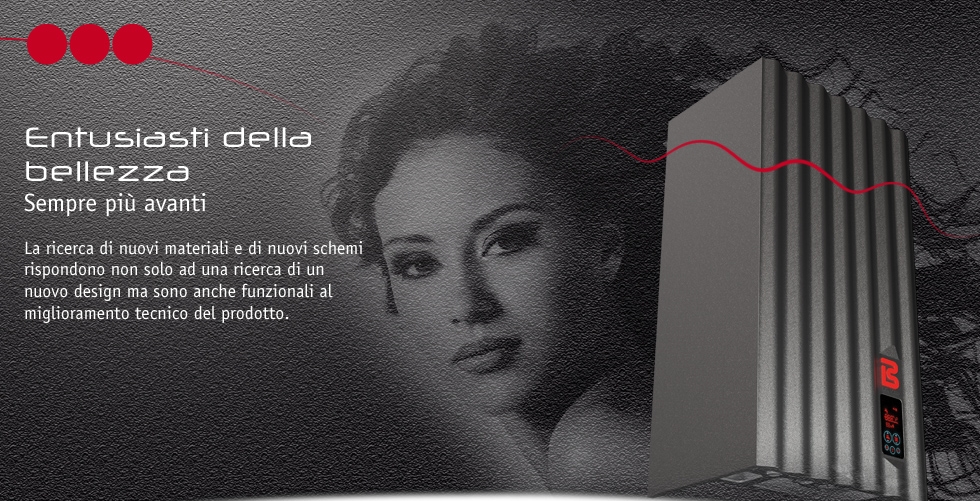 Entusiasti della
bellezza
Sempre più avanti
La ricerca di nuovi materiali e di nuovi schemi
rispondono non solo ad una ricerca di un
nuovo design ma sono anche funzionali al
miglioramento tecnico del prodotto.